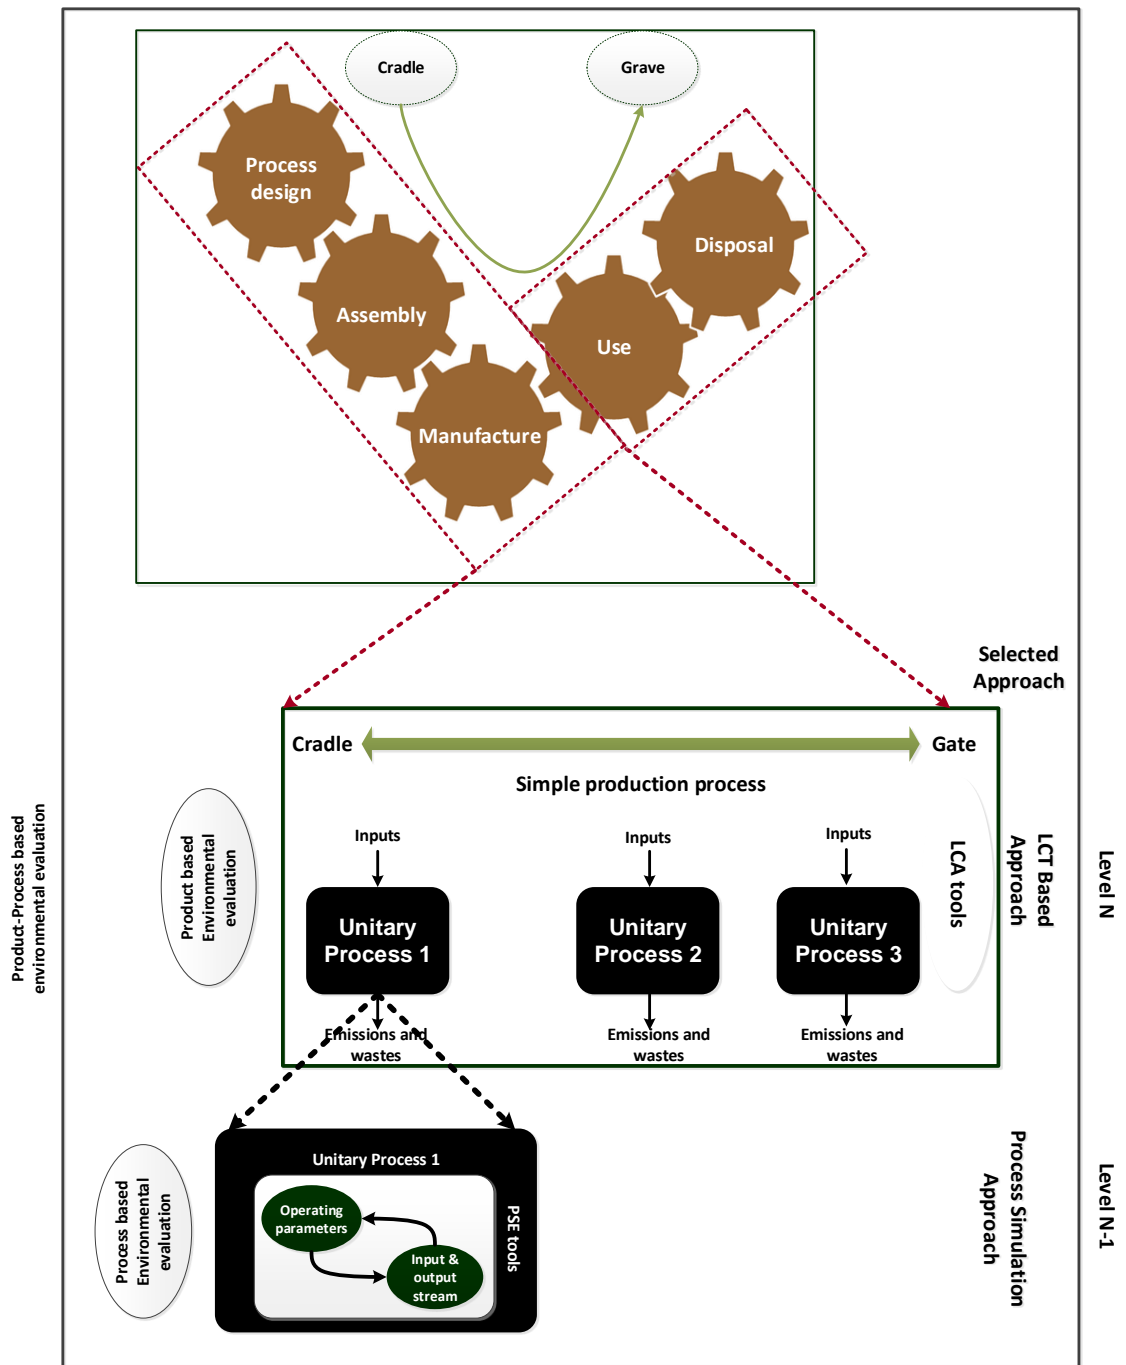 Cradle
Grave
Process
design
Assembly
Manufacture
Use
Disposal
Selected
Approach
Cradle
Gate
Simple production process
Inputs
Inputs
Inputs
Unitary
Process 1
Unitary
Process 2
Unitary
Process 3
Emissions and
wastes
Emissions and
wastes
Emissions and
wastes
LCA tools
LCT Based
Approach
Level N
Product based
Environmental
evaluation
Product-Process based
environmental evaluation
Process based
Environmental
evaluation
Unitary Process 1
Operating
parameters
Input &
output
stream
PSE tools
Process Simulation
Approach
Level N-1